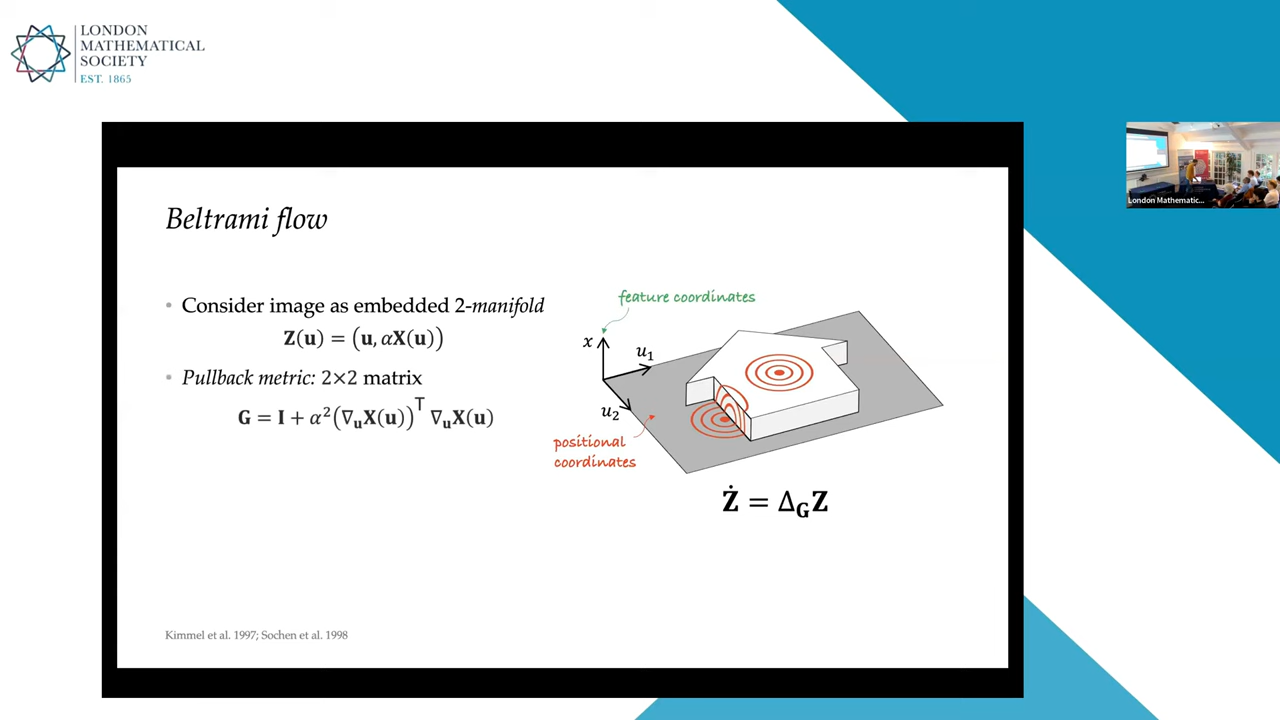 LONDON
MATHEMATICAL
SOCIETY
EST. 1865
London Mathematic...
Beltrami flow
• Consider image as embedded 2-manifold
𝐙(𝐮) = (𝐮, α𝐗(𝐮))
• Pullback metric: 2×2 matrix
𝐆 = 𝐈 + α²(∇𝐮𝐗(𝐮))ᵀ ∇𝐮𝐗(𝐮)
feature coordinates
x
u₁
u₂
positional
coordinates
𝐙̇ = Δ𝐆𝐙
Kimmel et al. 1997; Sochen et al. 1998